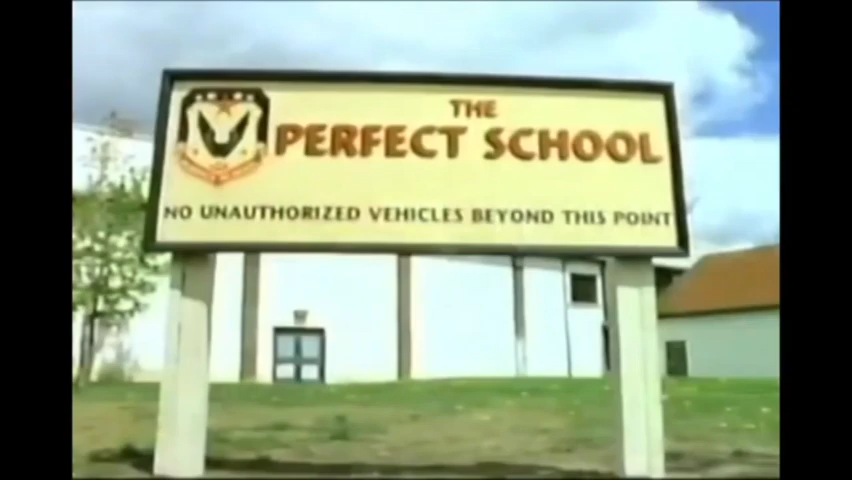 THE
PERFECT SCHOOL
NO UNAUTHORIZED VEHICLES BEYOND THIS POINT